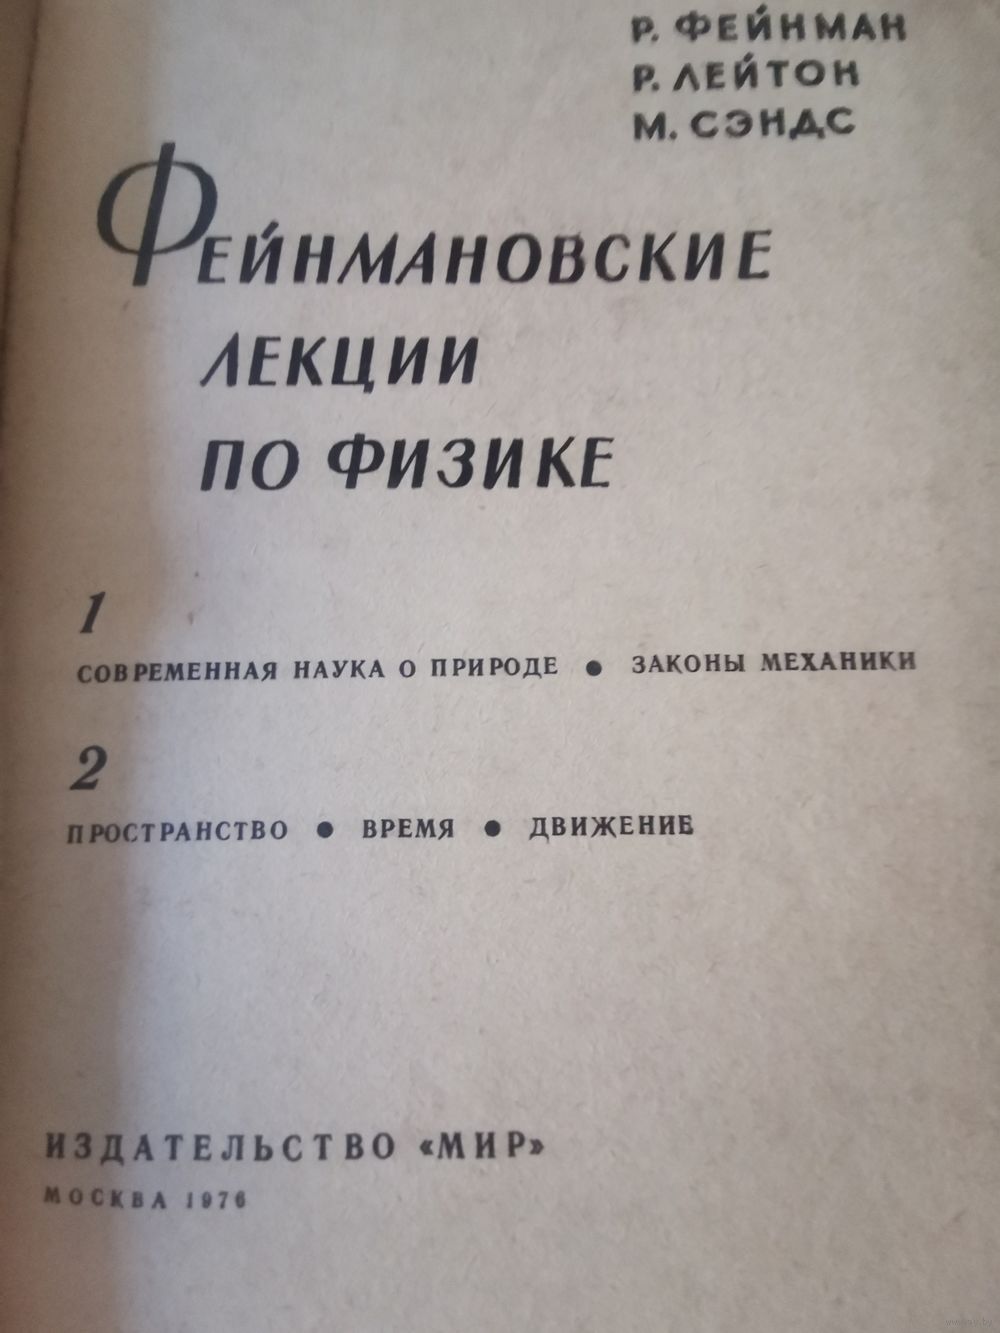 Р. ФЕЙНМАН
Р. ЛЕЙТОН
М. СЭНДС
ФЕЙНМАНОВСКИЕ
ЛЕКЦИИ
ПО ФИЗИКЕ
1
СОВРЕМЕННАЯ НАУКА О ПРИРОДЕ ● ЗАКОНЫ МЕХАНИКИ
2
ПРОСТРАНСТВО ● ВРЕМЯ ● ДВИЖЕНИЕ
ИЗДАТЕЛЬСТВО «МИР»
МОСКВА 1976